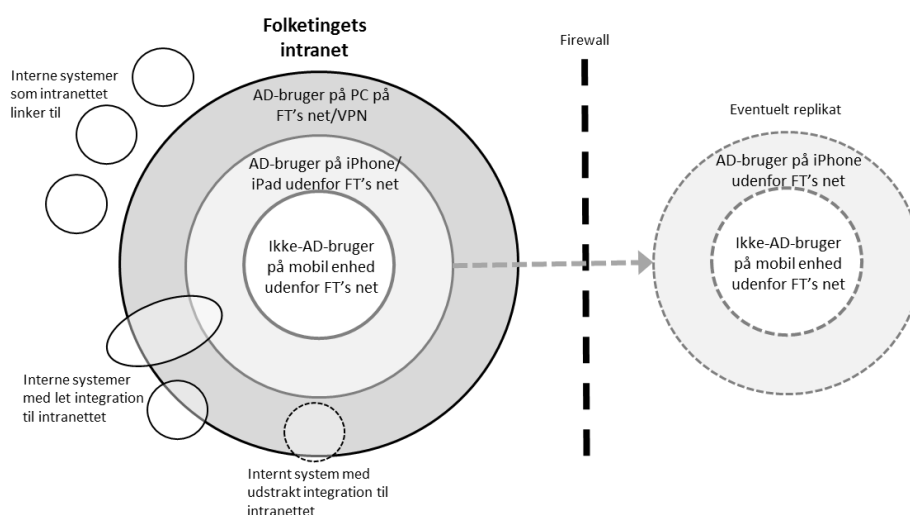 Folketingets
intranet
Firewall
Interne systemer
som intranettet
linker til
AD-bruger på PC på
FT's net/VPN
Eventuelt replikat
AD-bruger på iPhone/
iPad udenfor FT's net
AD-bruger på iPhone
udenfor FT's net
Ikke-AD-bruger
på mobil enhed
udenfor FT's net
Ikke-AD-bruger
på mobil enhed
udenfor FT's net
Interne systemer
med let integration
til intranettet
Internt system med
udstrakt integration til
intranettet